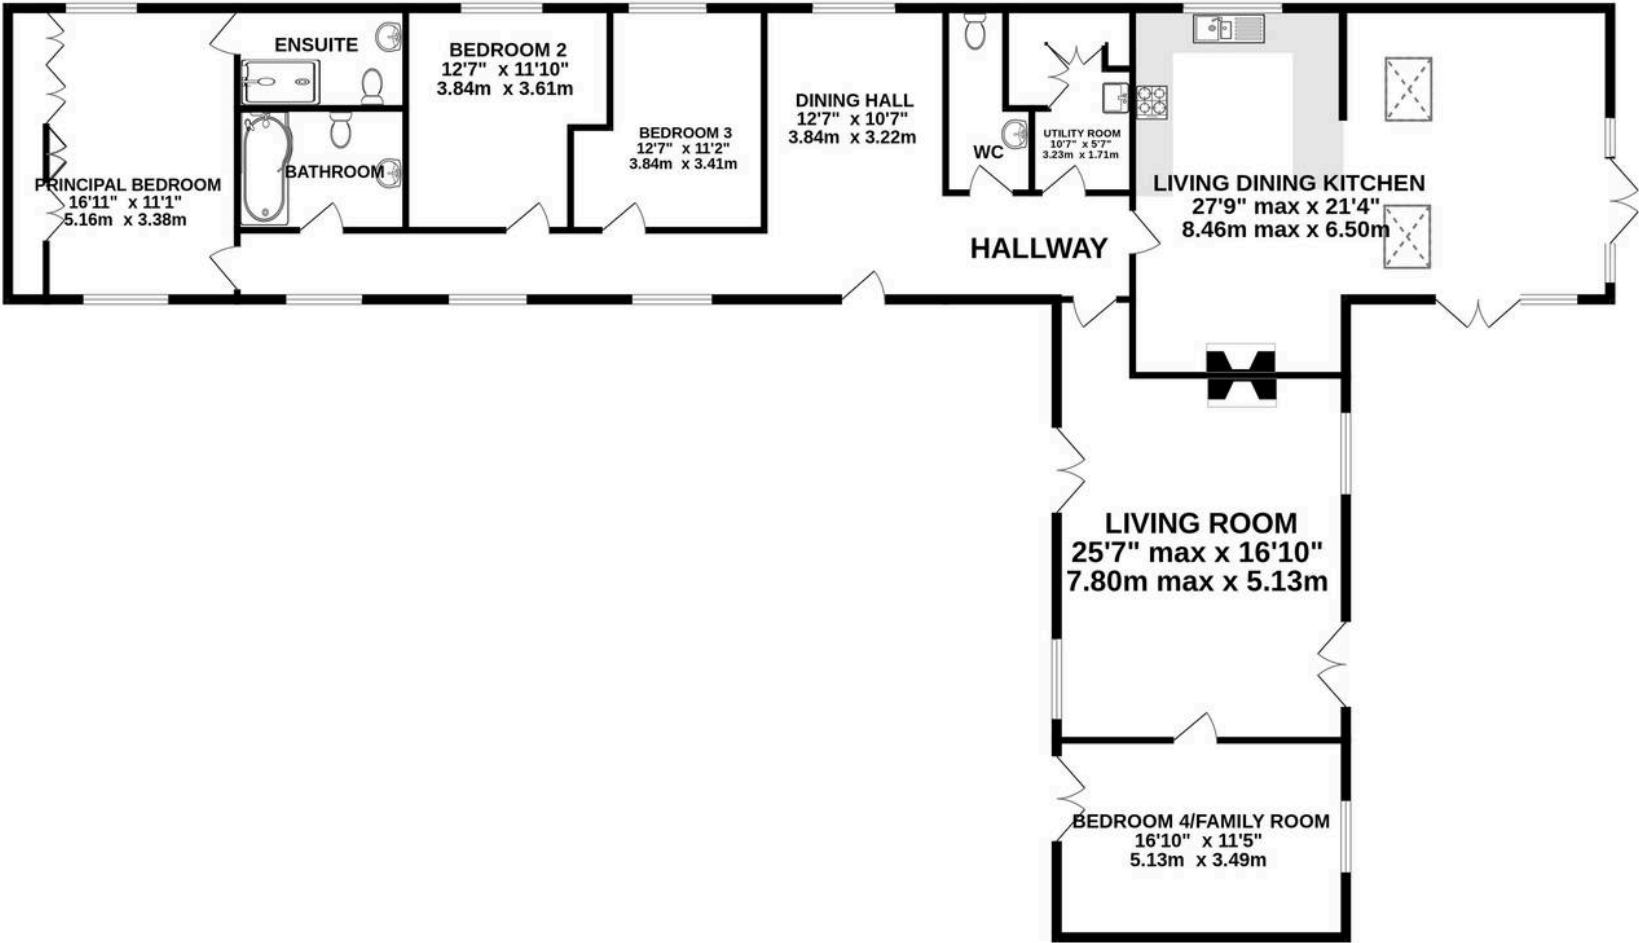 ENSUITE
BEDROOM 2
12'7" x 11'10"
3.84m x 3.61m
BEDROOM 3
12'7" x 11'2"
3.84m x 3.41m
DINING HALL
12'7" x 10'7"
3.84m x 3.22m
WC
UTILITY ROOM
10'7" x 5'7"
3.23m x 1.71m
BATHROOM
PRINCIPAL BEDROOM
16'11" x 11'1"
5.16m x 3.38m
LIVING DINING KITCHEN
27'9" max x 21'4"
8.46m max x 6.50m
HALLWAY
LIVING ROOM
25'7" max x 16'10"
7.80m max x 5.13m
BEDROOM 4/FAMILY ROOM
16'10" x 11'5"
5.13m x 3.49m